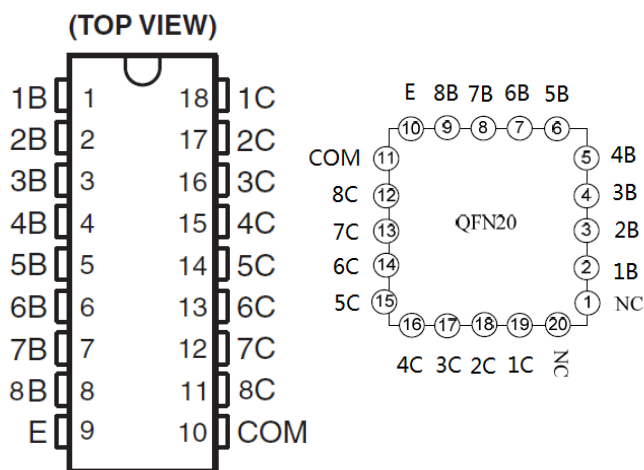 (TOP VIEW)
1B 1 18 1C
2B 2 17 2C
3B 3 16 3C
4B 4 15 4C
5B 5 14 5C
6B 6 13 6C
7B 7 12 7C
8B 8 11 8C
E 9 10 COM
E 8B 7B 6B 5B
10 9 8 7 6
COM 11 5 4B
8C 12 4 3B
7C 13 QFN20 3 2B
6C 14 2 1B
5C 15 1 NC
16 17 18 19 20
4C 3C 2C 1C NC